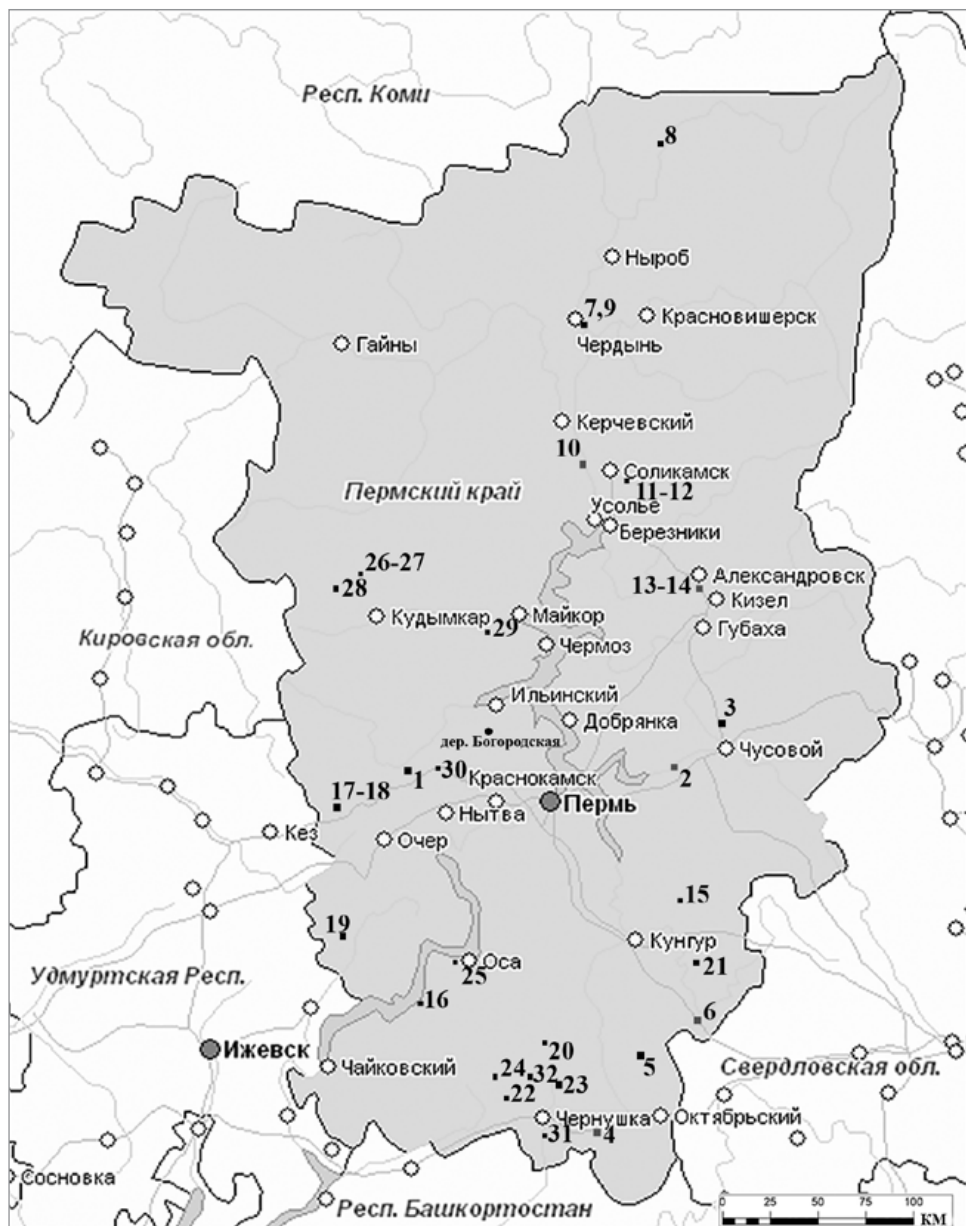 Респ. Коми
8
Ныроб
7,9
Красновишерск
Чердынь
Гайны
Керчевский
10
Соликамск
11-12
Пермский край
Усолье
Березники
26-27
28
13-14
Александровск
Кизел
Кудымкар
29
Майкор
Губаха
Кировская обл.
Чермоз
Ильинский
3
Добрянка
дер. Богородская
Чусовой
1
30
Краснокамск
2
17-18
Пермь
Нытва
Кез
Очер
15
19
Кунгур
Удмуртская Респ.
25
Оса
21
16
6
Ижевск
20
5
Чайковский
24
32
23
Свердловская обл.
22
Чернушка
Октябрьский
31
4
Сосновка
Респ. Башкортостан
0 25 50 75 100
КМ